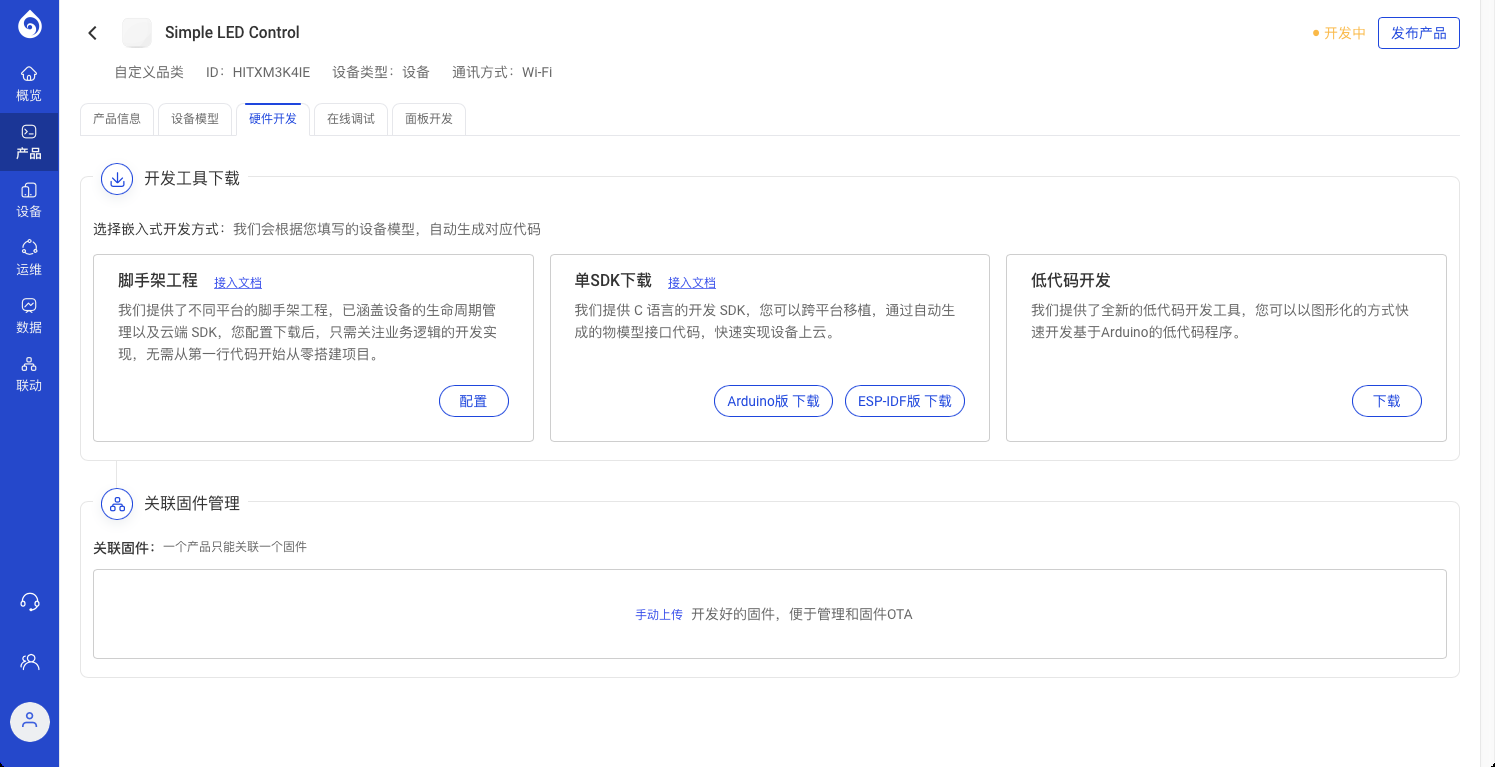 Simple LED Control
开发中
发布产品
自定义品类 ID：HITXM3K4IE 设备类型：设备 通讯方式：Wi-Fi
概览
产品
设备
运维
数据
联动
产品信息 设备模型 硬件开发 在线调试 面板开发
开发工具下载
选择嵌入式开发方式：我们会根据您填写的设备模型，自动生成对应代码
脚手架工程 接入文档
我们提供了不同平台的脚手架工程，已涵盖设备的生命周期管
理以及云端 SDK，您配置下载后，只需关注业务逻辑的开发实
现，无需从第一行代码开始从零搭建项目。
配置
单SDK下载 接入文档
我们提供 C 语言的开发 SDK，您可以跨平台移植，通过自动生
成的物模型接口代码，快速实现设备上云。
Arduino版 下载 ESP-IDF版 下载
低代码开发
我们提供了全新的低代码开发工具，您可以以图形化的方式快
速开发基于Arduino的低代码程序。
下载
关联固件管理
关联固件：一个产品只能关联一个固件
手动上传 开发好的固件，便于管理和固件OTA